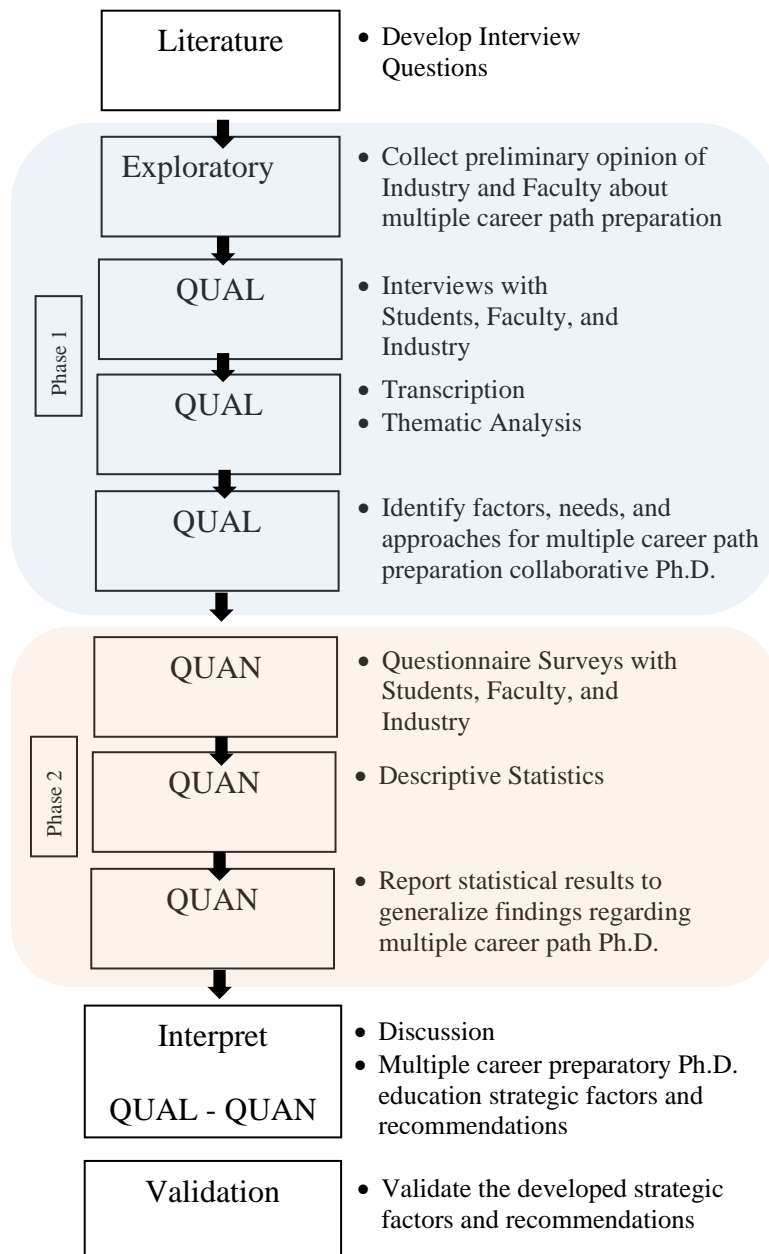 Literature
• Develop Interview
Questions
Exploratory
• Collect preliminary opinion of
Industry and Faculty about
multiple career path preparation
Phase 1
QUAL
• Interviews with
Students, Faculty, and
Industry
QUAL
• Transcription
• Thematic Analysis
QUAL
• Identify factors, needs, and
approaches for multiple career path
preparation collaborative Ph.D.
QUAN
• Questionnaire Surveys with
Students, Faculty, and
Industry
Phase 2
QUAN
• Descriptive Statistics
QUAN
• Report statistical results to
generalize findings regarding
multiple career path Ph.D.
Interpret
QUAL - QUAN
• Discussion
• Multiple career preparatory Ph.D.
education strategic factors and
recommendations
Validation
• Validate the developed strategic
factors and recommendations